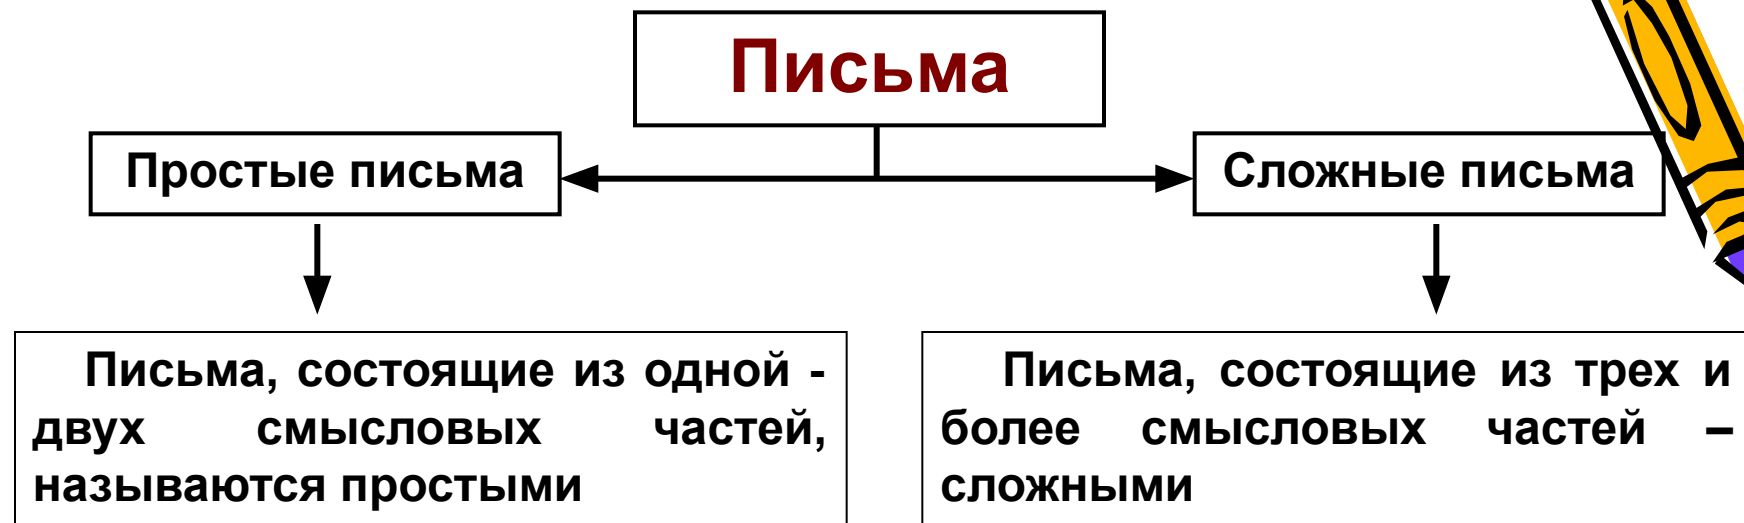 Письма
Простые письма
Сложные письма
Письма, состоящие из одной -
двух смысловых частей,
называются простыми
Письма, состоящие из трех и
более смысловых частей –
сложными